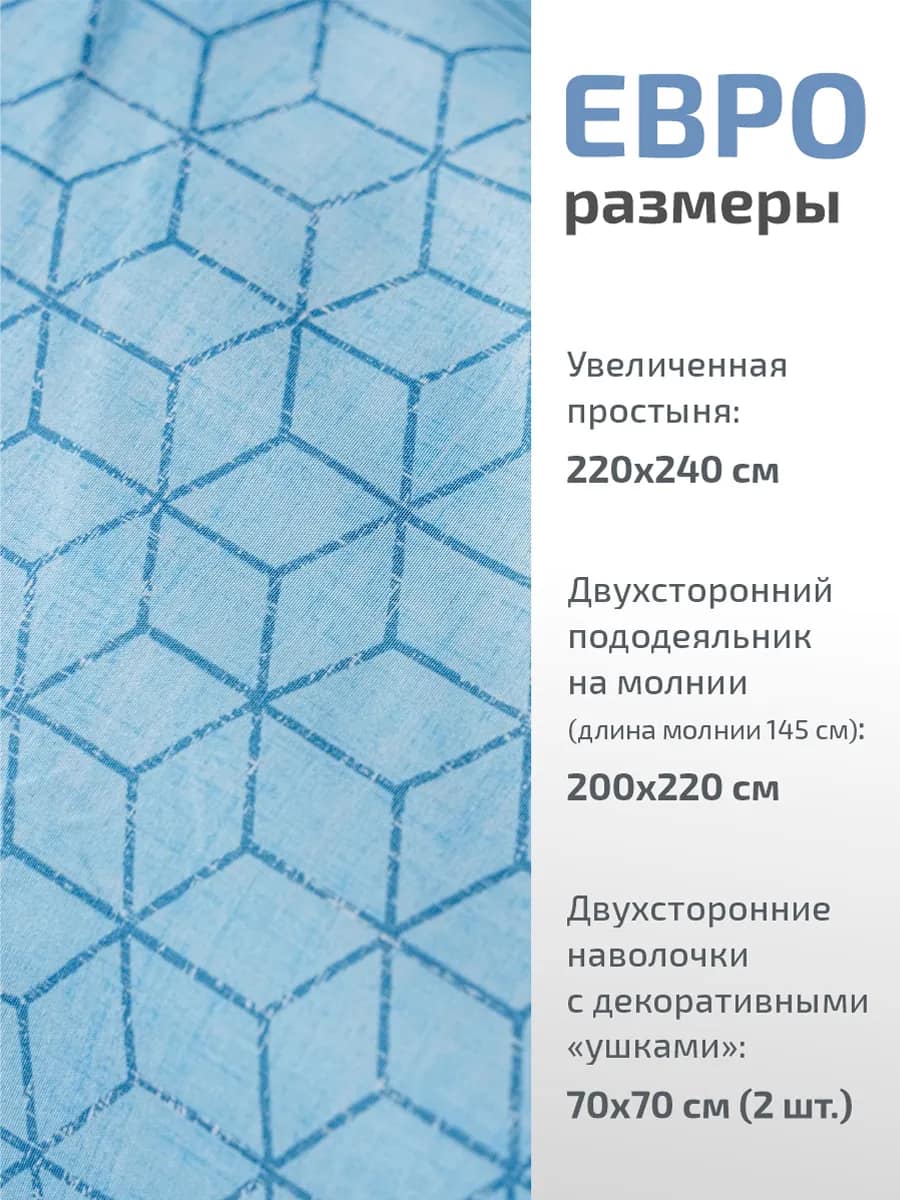 ЕВРО
размеры
Увеличенная
простыня:
220х240 см
Двухсторонний
пододеяльник
на молнии
(длина молнии 145 см):
200х220 см
Двухсторонние
наволочки
с декоративными
«ушками»:
70х70 см (2 шт.)